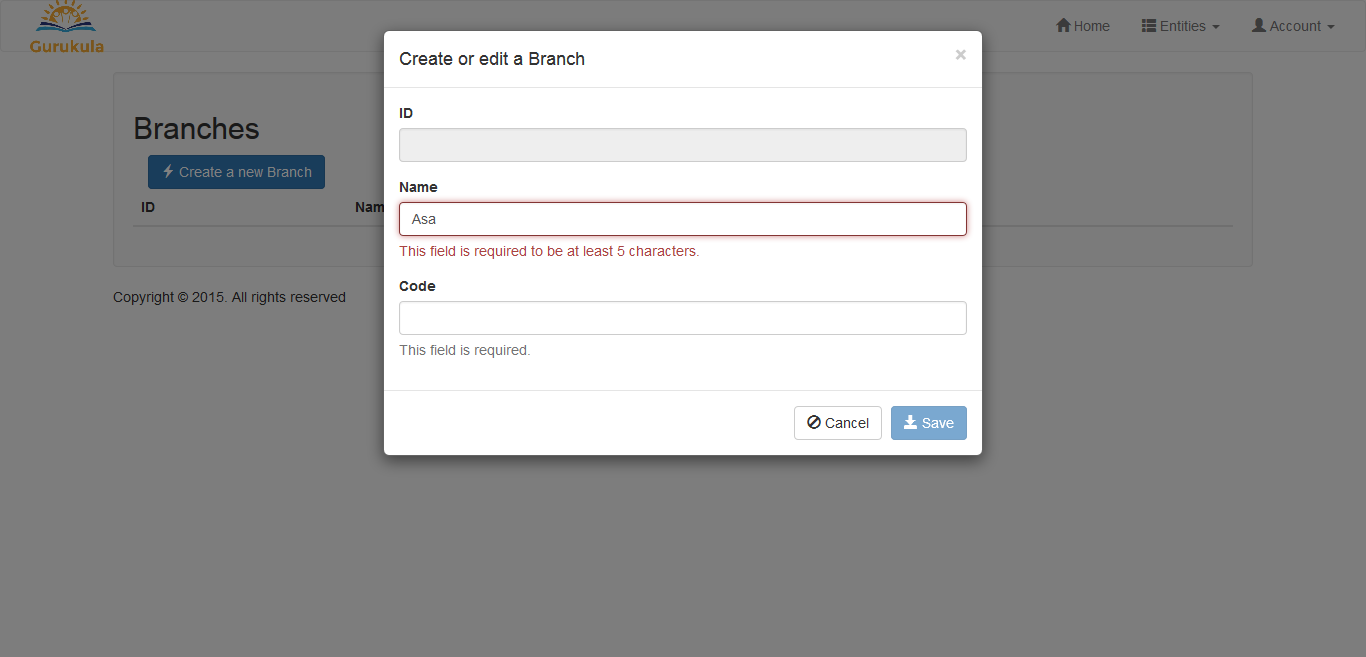 Gurukula
Home
Entities
Account
Create or edit a Branch
×
ID
Name
Asa
This field is required to be at least 5 characters.
Code
This field is required.
Cancel
Save
Branches
Create a new Branch
ID
Nam
Copyright © 2015. All rights reserved